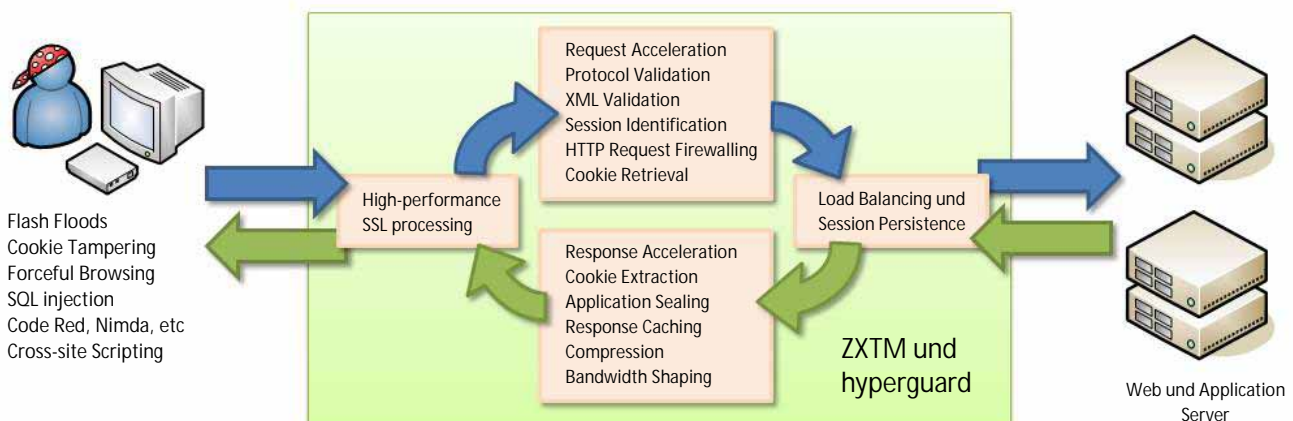 Flash Floods
Cookie Tampering
Forceful Browsing
SQL injection
Code Red, Nimda, etc
Cross-site Scripting
High-performance
SSL processing
Request Acceleration
Protocol Validation
XML Validation
Session Identification
HTTP Request Firewalling
Cookie Retrieval
Load Balancing und
Session Persistence
Response Acceleration
Cookie Extraction
Application Sealing
Response Caching
Compression
Bandwidth Shaping
ZXTM und
hyperguard
Web und Application
Server